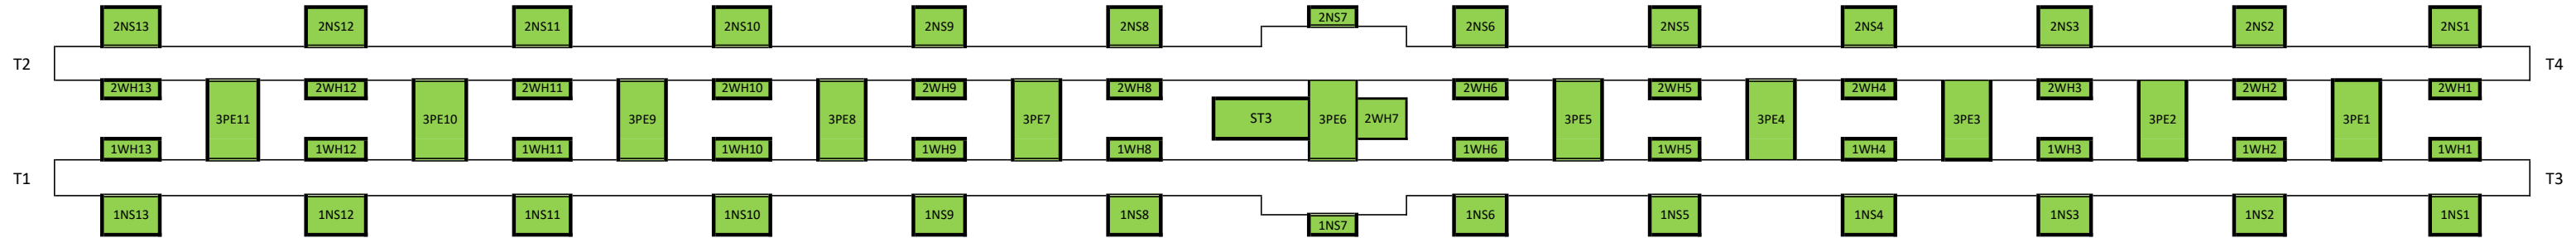 2NS13 2NS12 2NS11 2NS10 2NS9 2NS8 2NS7 2NS6 2NS5 2NS4 2NS3 2NS2 2NS1
T2 T4
2WH13 2WH12 2WH11 2WH10 2WH9 2WH8 2WH6 2WH5 2WH4 2WH3 2WH2 2WH1
3PE11 3PE10 3PE9 3PE8 3PE7 ST3 3PE6 2WH7 3PE5 3PE4 3PE3 3PE2 3PE1
1WH13 1WH12 1WH11 1WH10 1WH9 1WH8 1WH6 1WH5 1WH4 1WH3 1WH2 1WH1
T1 T3
1NS13 1NS12 1NS11 1NS10 1NS9 1NS8 1NS7 1NS6 1NS5 1NS4 1NS3 1NS2 1NS1